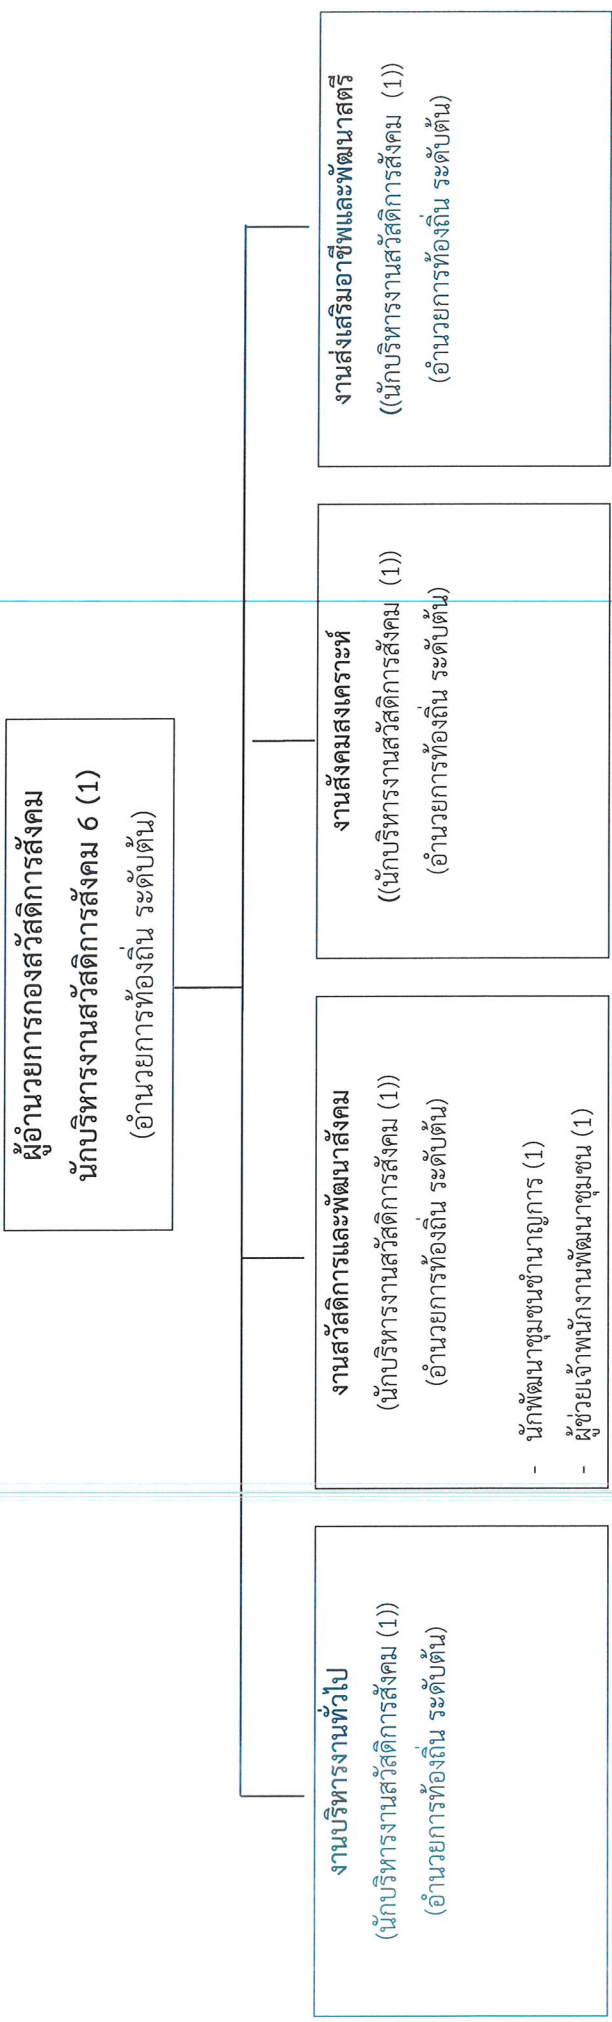 ผู้อำนวยการกองสวัสดิการสังคม
นักบริหารงานสวัสดิการสังคม 6 (1)
(อำนวยการท้องถิ่น ระดับต้น)
งานบริหารงานทั่วไป
(นักบริหารงานสวัสดิการสังคม (1))
(อำนวยการท้องถิ่น ระดับต้น)
งานสวัสดิการและพัฒนาสังคม
(นักบริหารงานสวัสดิการสังคม (1))
(อำนวยการท้องถิ่น ระดับต้น)
- นักพัฒนาชุมชนชำนาญการ (1)
- ผู้ช่วยเจ้าพนักงานพัฒนาชุมชน (1)
งานสังคมสงเคราะห์
((นักบริหารงานสวัสดิการสังคม (1))
(อำนวยการท้องถิ่น ระดับต้น)
งานส่งเสริมอาชีพและพัฒนาสตรี
((นักบริหารงานสวัสดิการสังคม (1))
(อำนวยการท้องถิ่น ระดับต้น)